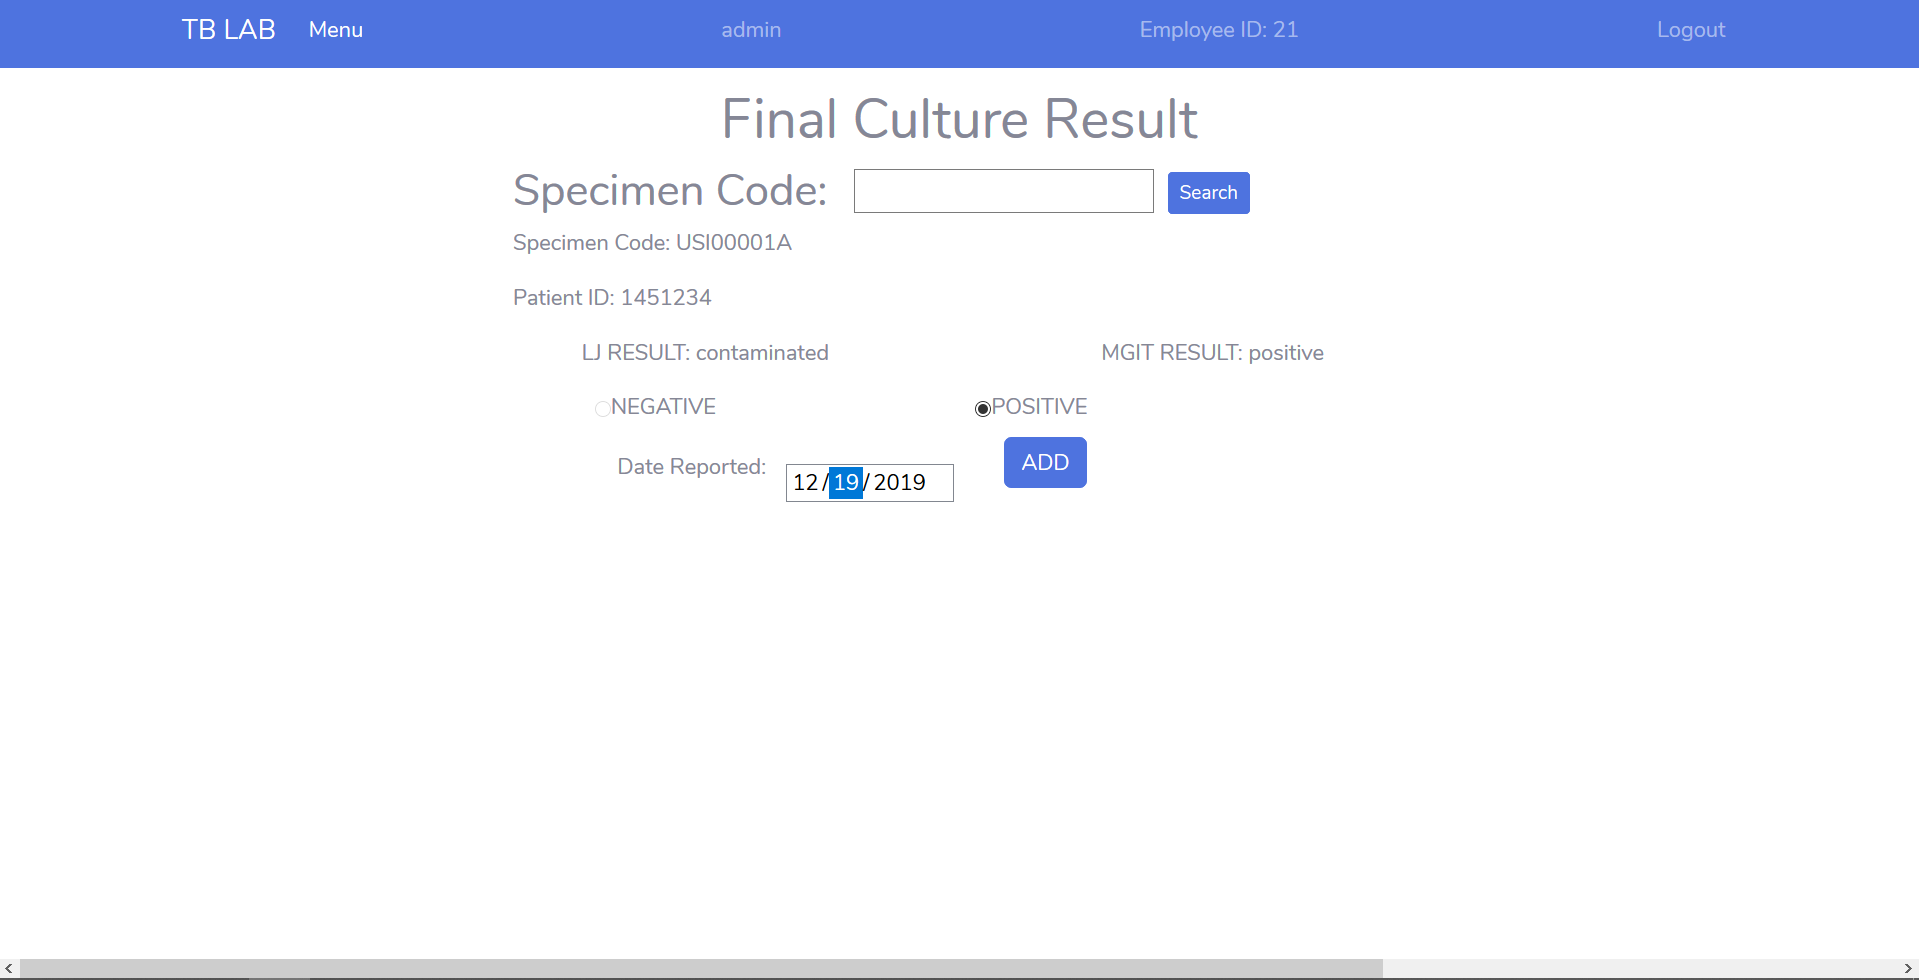 TB LAB Menu admin Employee ID: 21 Logout
Final Culture Result
Specimen Code: Search
Specimen Code: USI00001A
Patient ID: 1451234
LJ RESULT: contaminated MGIT RESULT: positive
NEGATIVE POSITIVE
Date Reported: 12/19/2019 ADD